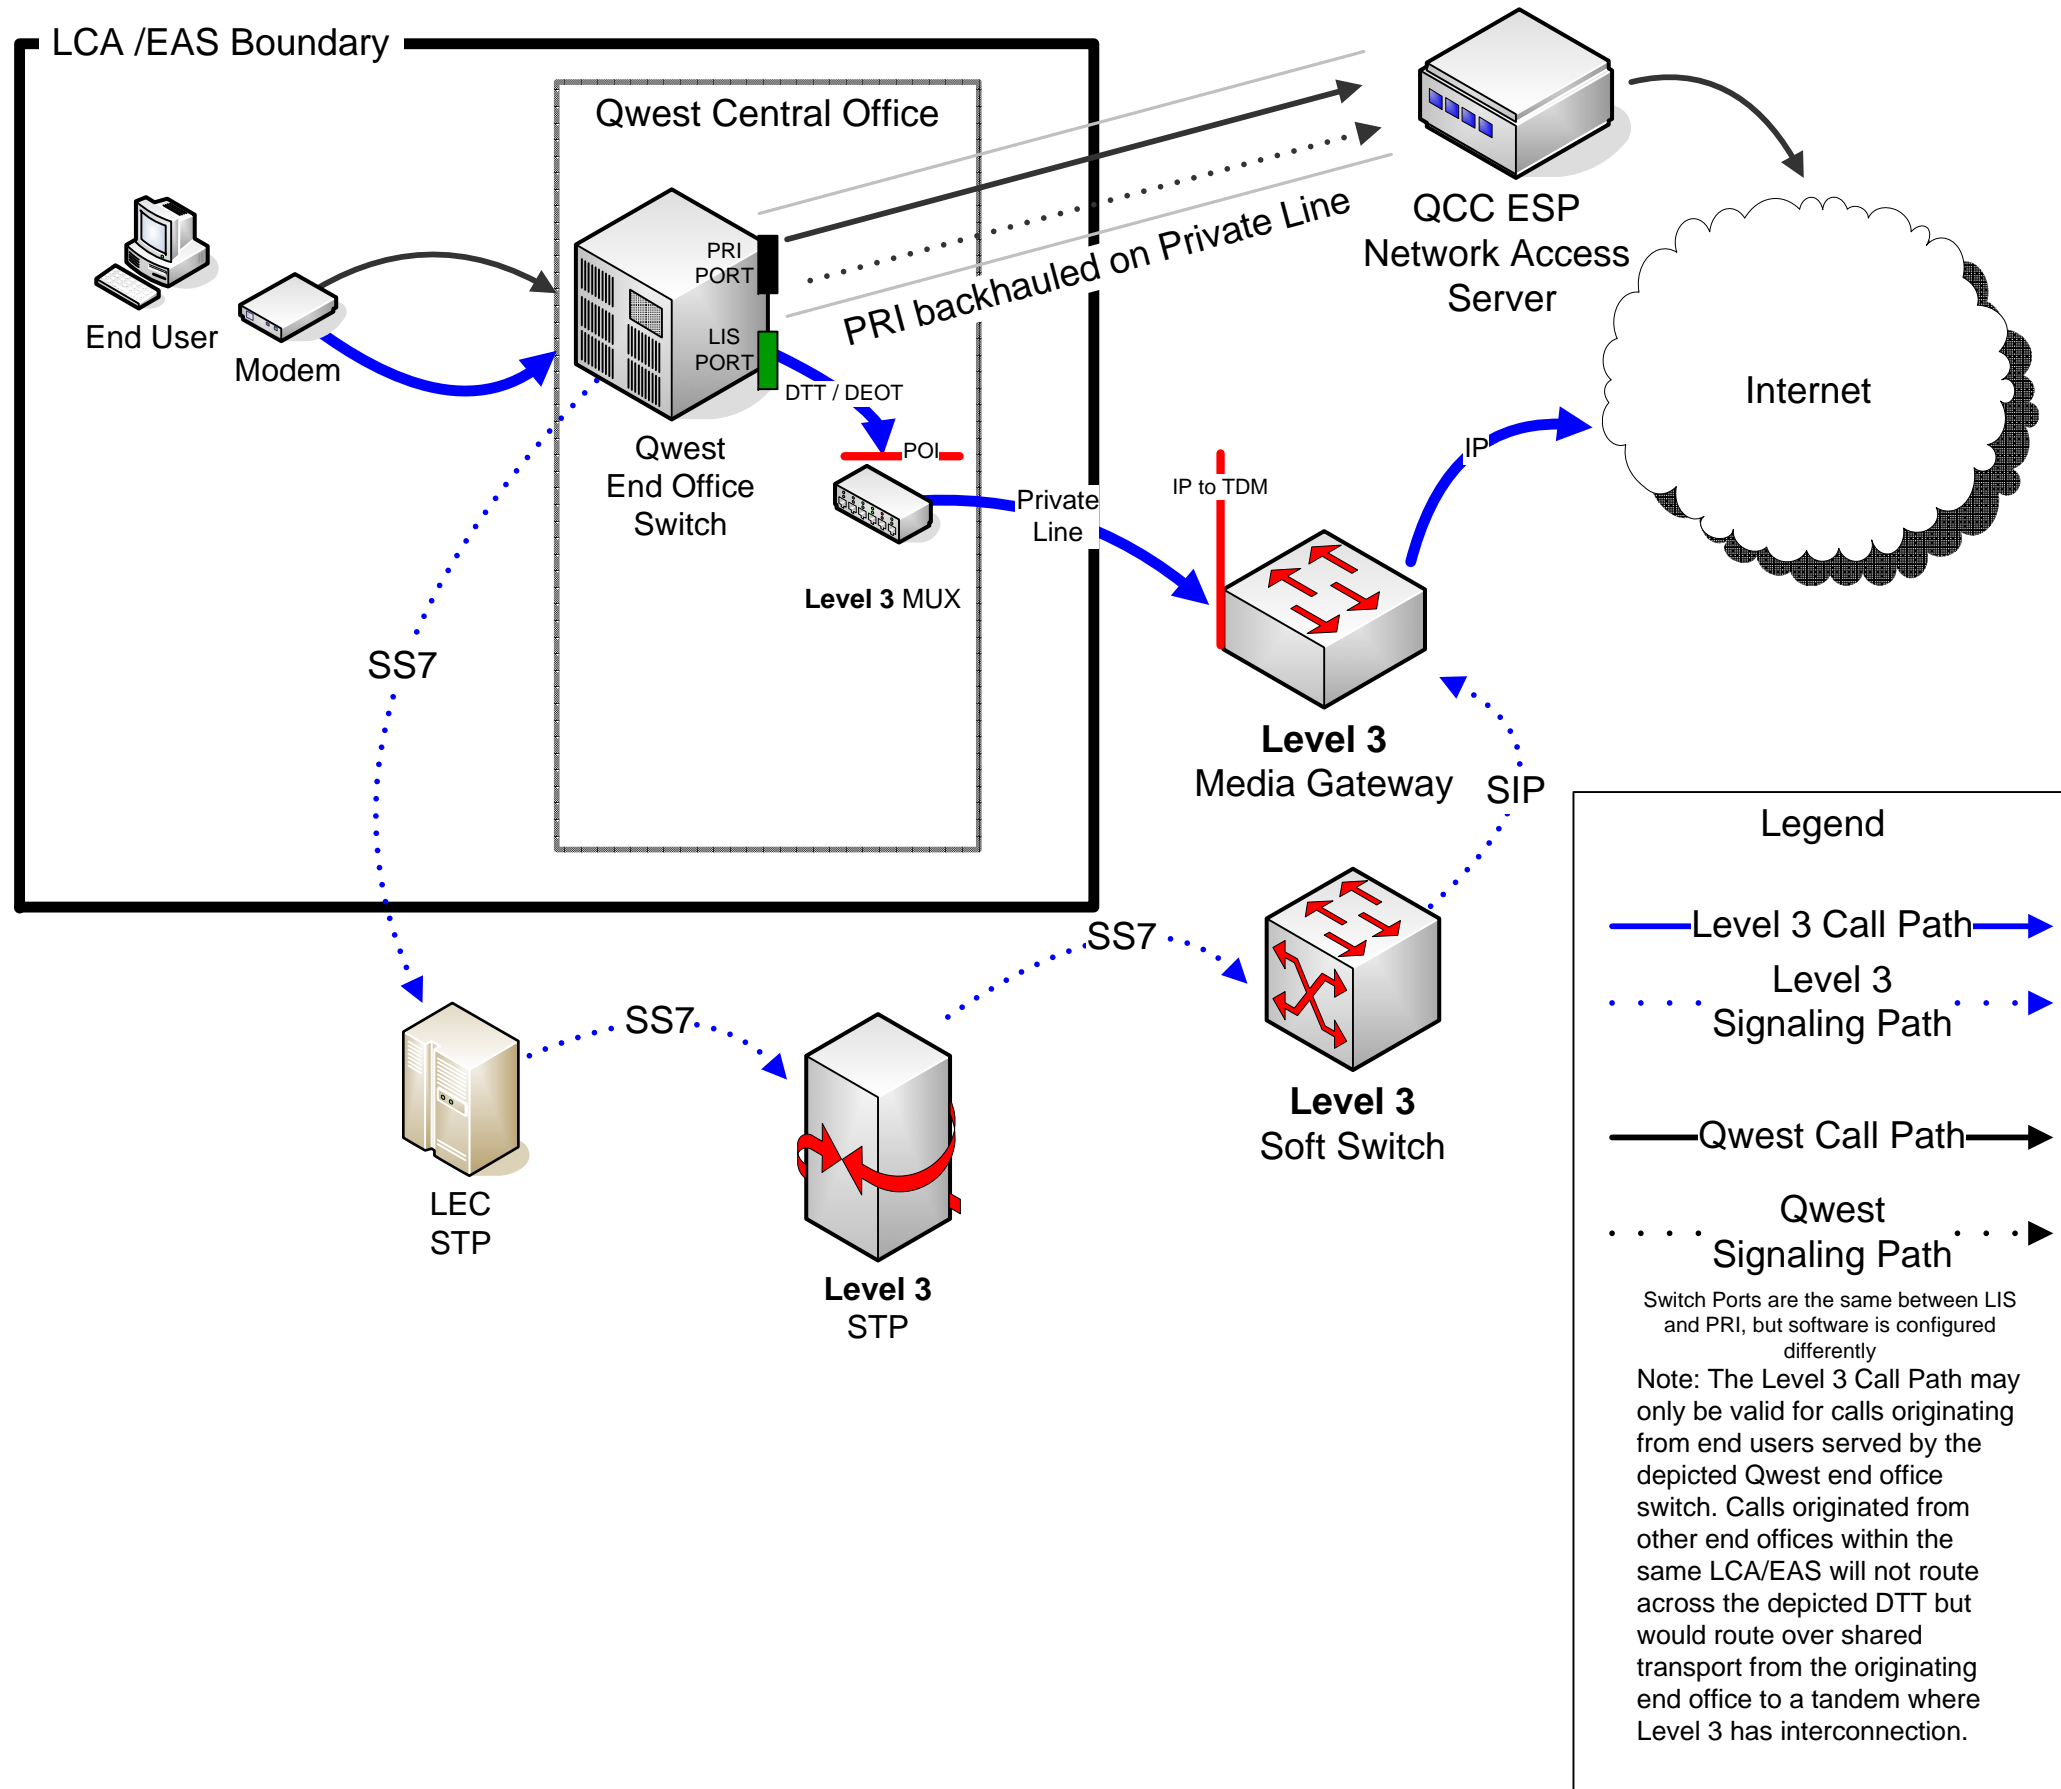 LCA /EAS Boundary
Qwest Central Office
PRI
PORT
LIS
PORT
DTT / DEOT
POI
Qwest
End Office
Switch
Level 3 MUX
End User
Modem
PRI backhauled on Private Line
QCC ESP
Network Access
Server
Internet
IP
IP to TDM
Private
Line
Level 3
Media Gateway
SIP
SS7
SS7
SS7
LEC
STP
Level 3
STP
Level 3
Soft Switch
Legend
Level 3 Call Path
Level 3
Signaling Path
Qwest Call Path
Qwest
Signaling Path
Switch Ports are the same between LIS
and PRI, but software is configured
differently
Note: The Level 3 Call Path may
only be valid for calls originating
from end users served by the
depicted Qwest end office
switch. Calls originated from
other end offices within the
same LCA/EAS will not route
across the depicted DTT but
would route over shared
transport from the originating
end office to a tandem where
Level 3 has interconnection.